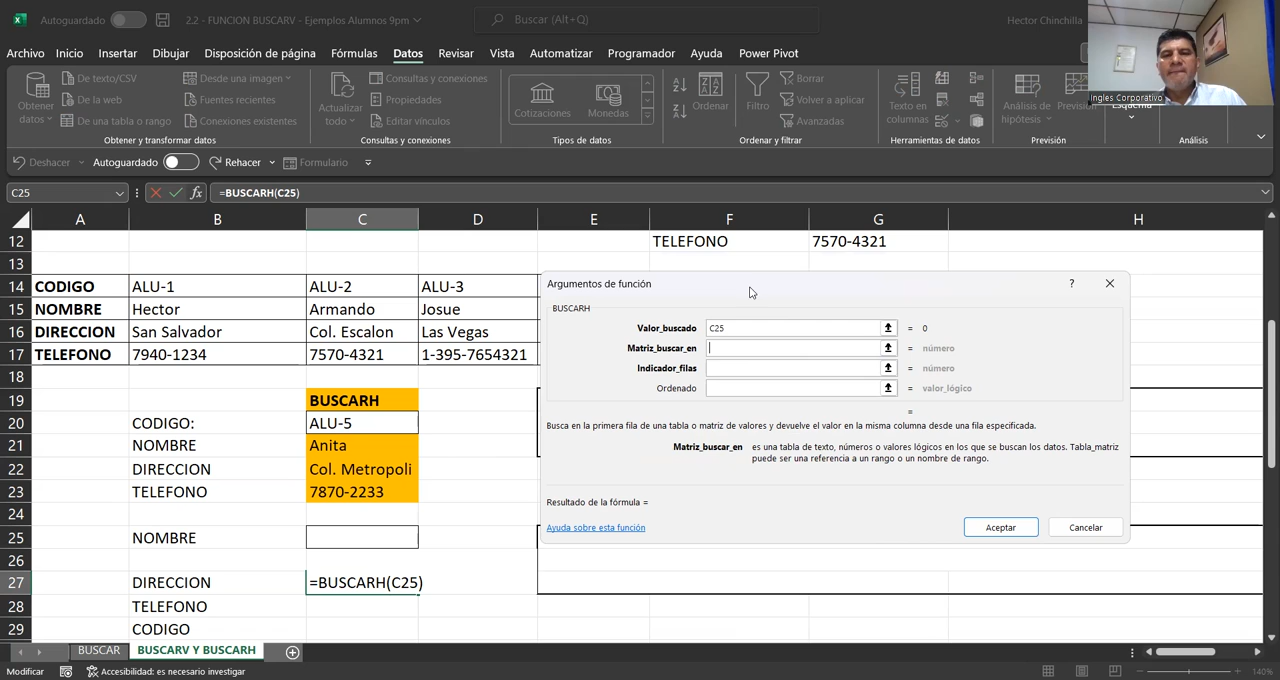 Autoguardado
2.2 - FUNCION BUSCARV - Ejemplos Alumnos 9pm
Buscar (Alt+Q)
Hector Chinchilla
Ingles Corporativo
Archivo Inicio Insertar Dibujar Disposición de página Fórmulas Datos Revisar Vista Automatizar Programador Ayuda Power Pivot
Obtener datos
De texto/CSV
De la web
De una tabla o rango
Desde una imagen
Fuentes recientes
Conexiones existentes
Obtener y transformar datos
Actualizar todo
Consultas y conexiones
Propiedades
Editar vínculos
Consultas y conexiones
Cotizaciones
Monedas
Tipos de datos
Ordenar
Filtro
Borrar
Volver a aplicar
Avanzadas
Ordenar y filtrar
Texto en columnas
Herramientas de datos
Análisis de hipótesis
Previsión
Esquema
Análisis
Deshacer Autoguardado Rehacer Formulario
C25 fx =BUSCARH(C25)
A B C D E F G H
12 TELEFONO 7570-4321
13
14 CODIGO ALU-1 ALU-2 ALU-3
15 NOMBRE Hector Armando Josue
16 DIRECCION San Salvador Col. Escalon Las Vegas
17 TELEFONO 7940-1234 7570-4321 1-395-7654321
18
19 BUSCARH
20 CODIGO: ALU-5
21 NOMBRE Anita
22 DIRECCION Col. Metropoli
23 TELEFONO 7870-2233
24
25 NOMBRE
26
27 DIRECCION =BUSCARH(C25)
28 TELEFONO
29 CODIGO
Argumentos de función ?
BUSCARH
Valor_buscado C25 = 0
Matriz_buscar_en = número
Indicador_filas = número
Ordenado = valor_lógico
=
Busca en la primera fila de una tabla o matriz de valores y devuelve el valor en la misma columna desde una fila especificada.
Matriz_buscar_en es una tabla de texto, números o valores lógicos en los que se buscan los datos. Tabla_matriz
puede ser una referencia a un rango o un nombre de rango.
Resultado de la fórmula =
Ayuda sobre esta función
Aceptar Cancelar
BUSCAR BUSCARV Y BUSCARH
Modificar Accesibilidad: es necesario investigar 140%